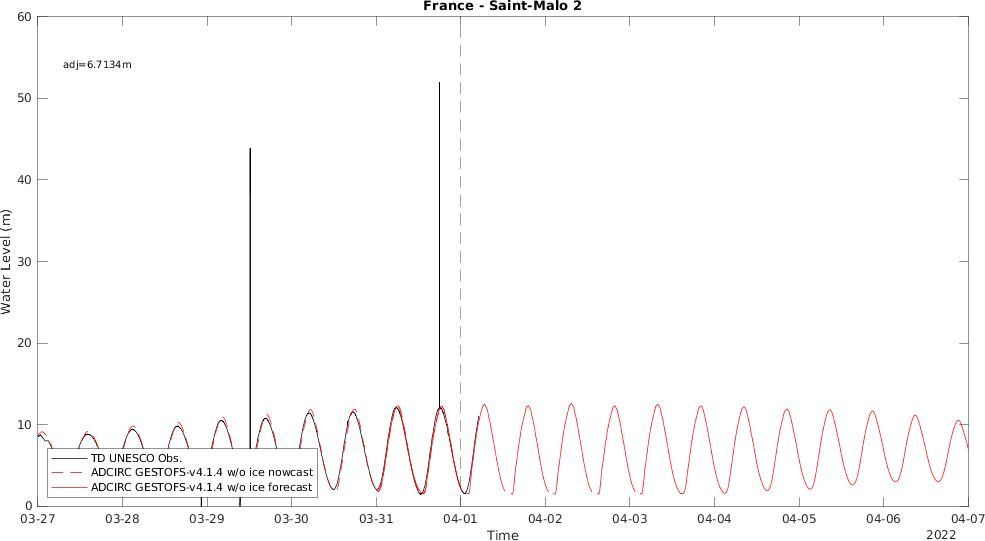 France - Saint-Malo 2
60
adj=6.7134m
50
40
30
20
10
0
Water Level (m)
TD UNESCO Obs.
ADCIRC GESTOFS-v4.1.4 w/o ice nowcast
ADCIRC GESTOFS-v4.1.4 w/o ice forecast
03-27 03-28 03-29 03-30 03-31 04-01 04-02 04-03 04-04 04-05 04-06 04-07
Time
2022